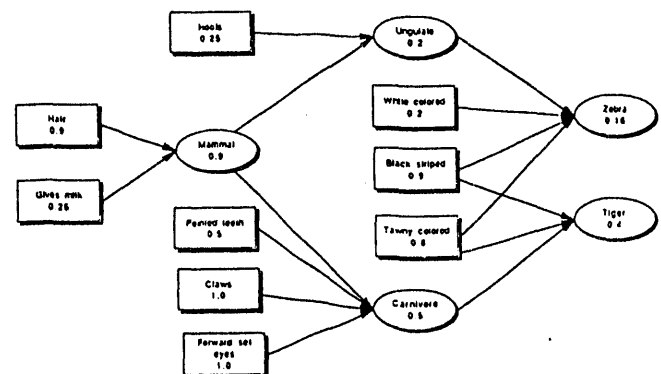 Hoofs
0.25
Ungulate
0.2
White colored
0.2
Zebra
0.16
Hair
0.9
Mammal
0.9
Black striped
0.9
Gives milk
0.25
Pointed teeth
0.5
Tawny colored
0.8
Tiger
0.4
Claws
1.0
Carnivore
0.5
Forward set
eyes
1.0